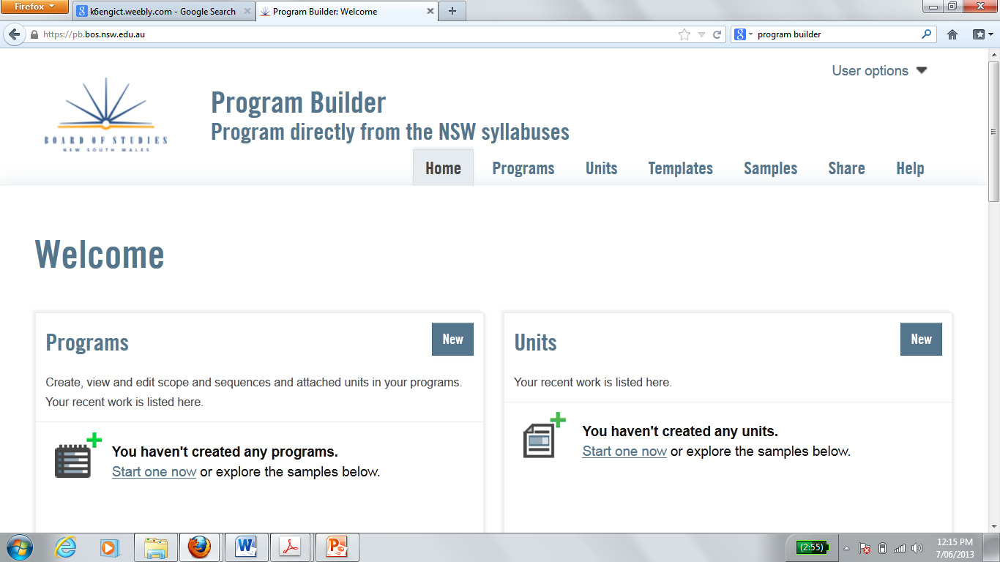 Firefox
k6engict.weebly.com - Google Search
Program Builder: Welcome
https://pb.bos.nsw.edu.au
program builder
User options
BOARD OF STUDIES
NEW SOUTH WALES
Program Builder
Program directly from the NSW syllabuses
Home Programs Units Templates Samples Share Help
Welcome
Programs
New
Create, view and edit scope and sequences and attached units in your programs.
Your recent work is listed here.
You haven't created any programs.
Start one now or explore the samples below.
Units
New
Your recent work is listed here.
You haven't created any units.
Start one now or explore the samples below.
(2:55)
12:15 PM
7/06/2013